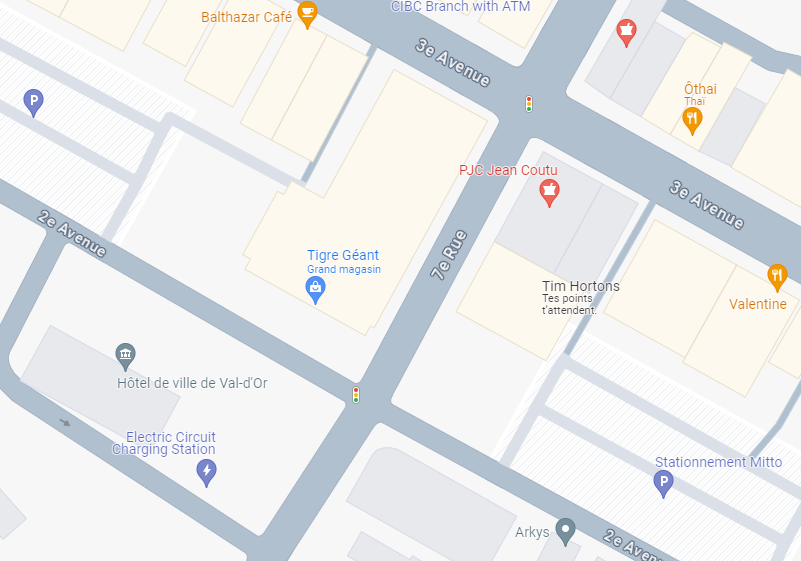 CIBC Branch with ATM
Balthazar Café
3e Avenue
Ôthai
Thaï
PJC Jean Coutu
3e Avenue
2e Avenue
7e Rue
Tigre Géant
Grand magasin
Tim Hortons
Tes points
t'attendent.
Valentine
Hôtel de ville de Val-d'Or
Electric Circuit
Charging Station
Stationnement Mitto
Arkys
2e Avenue
P
P